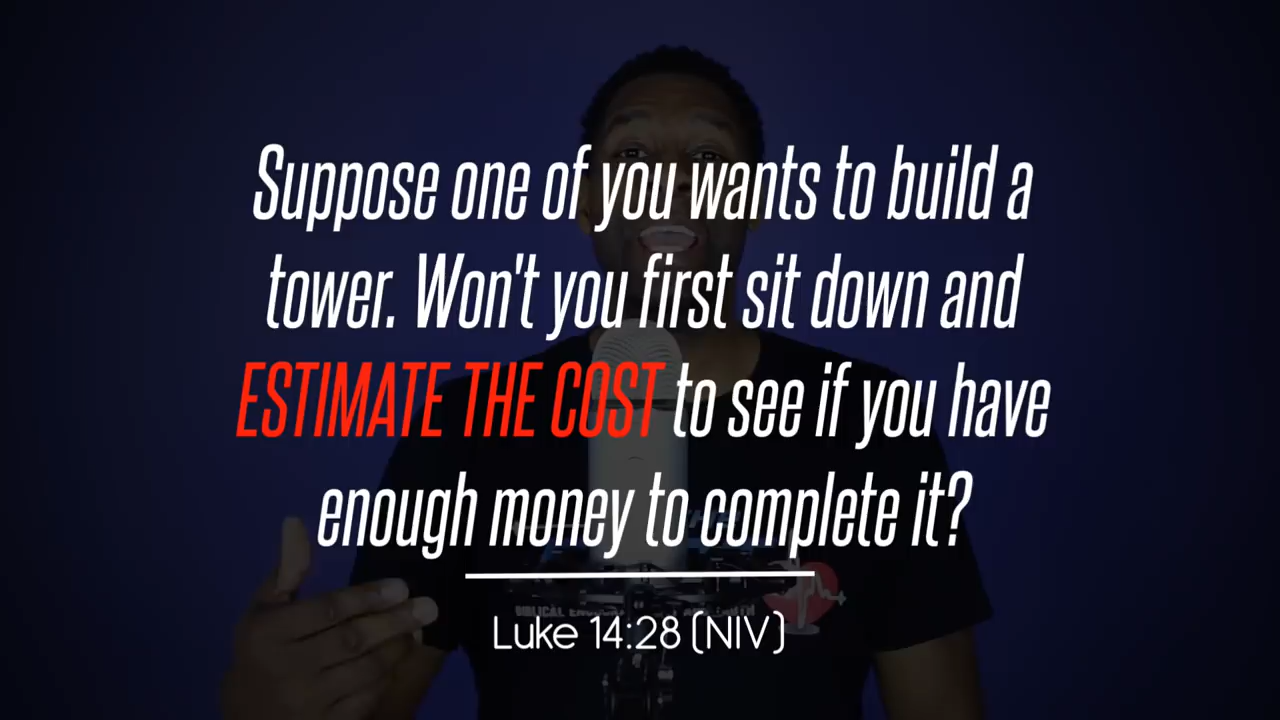 Suppose one of you wants to build a
tower. Won't you first sit down and
ESTIMATE THE COST to see if you have
enough money to complete it?
Luke 14:28 (NIV)